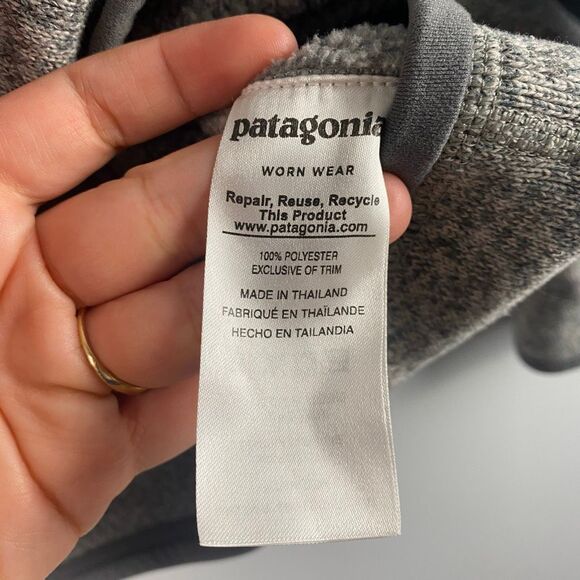 patagonia
WORN WEAR
Repair, Reuse, Recycle
This Product
www.patagonia.com
100% POLYESTER
EXCLUSIVE OF TRIM
MADE IN THAILAND
FABRIQUÉ EN THAÏLANDE
HECHO EN TAILANDIA